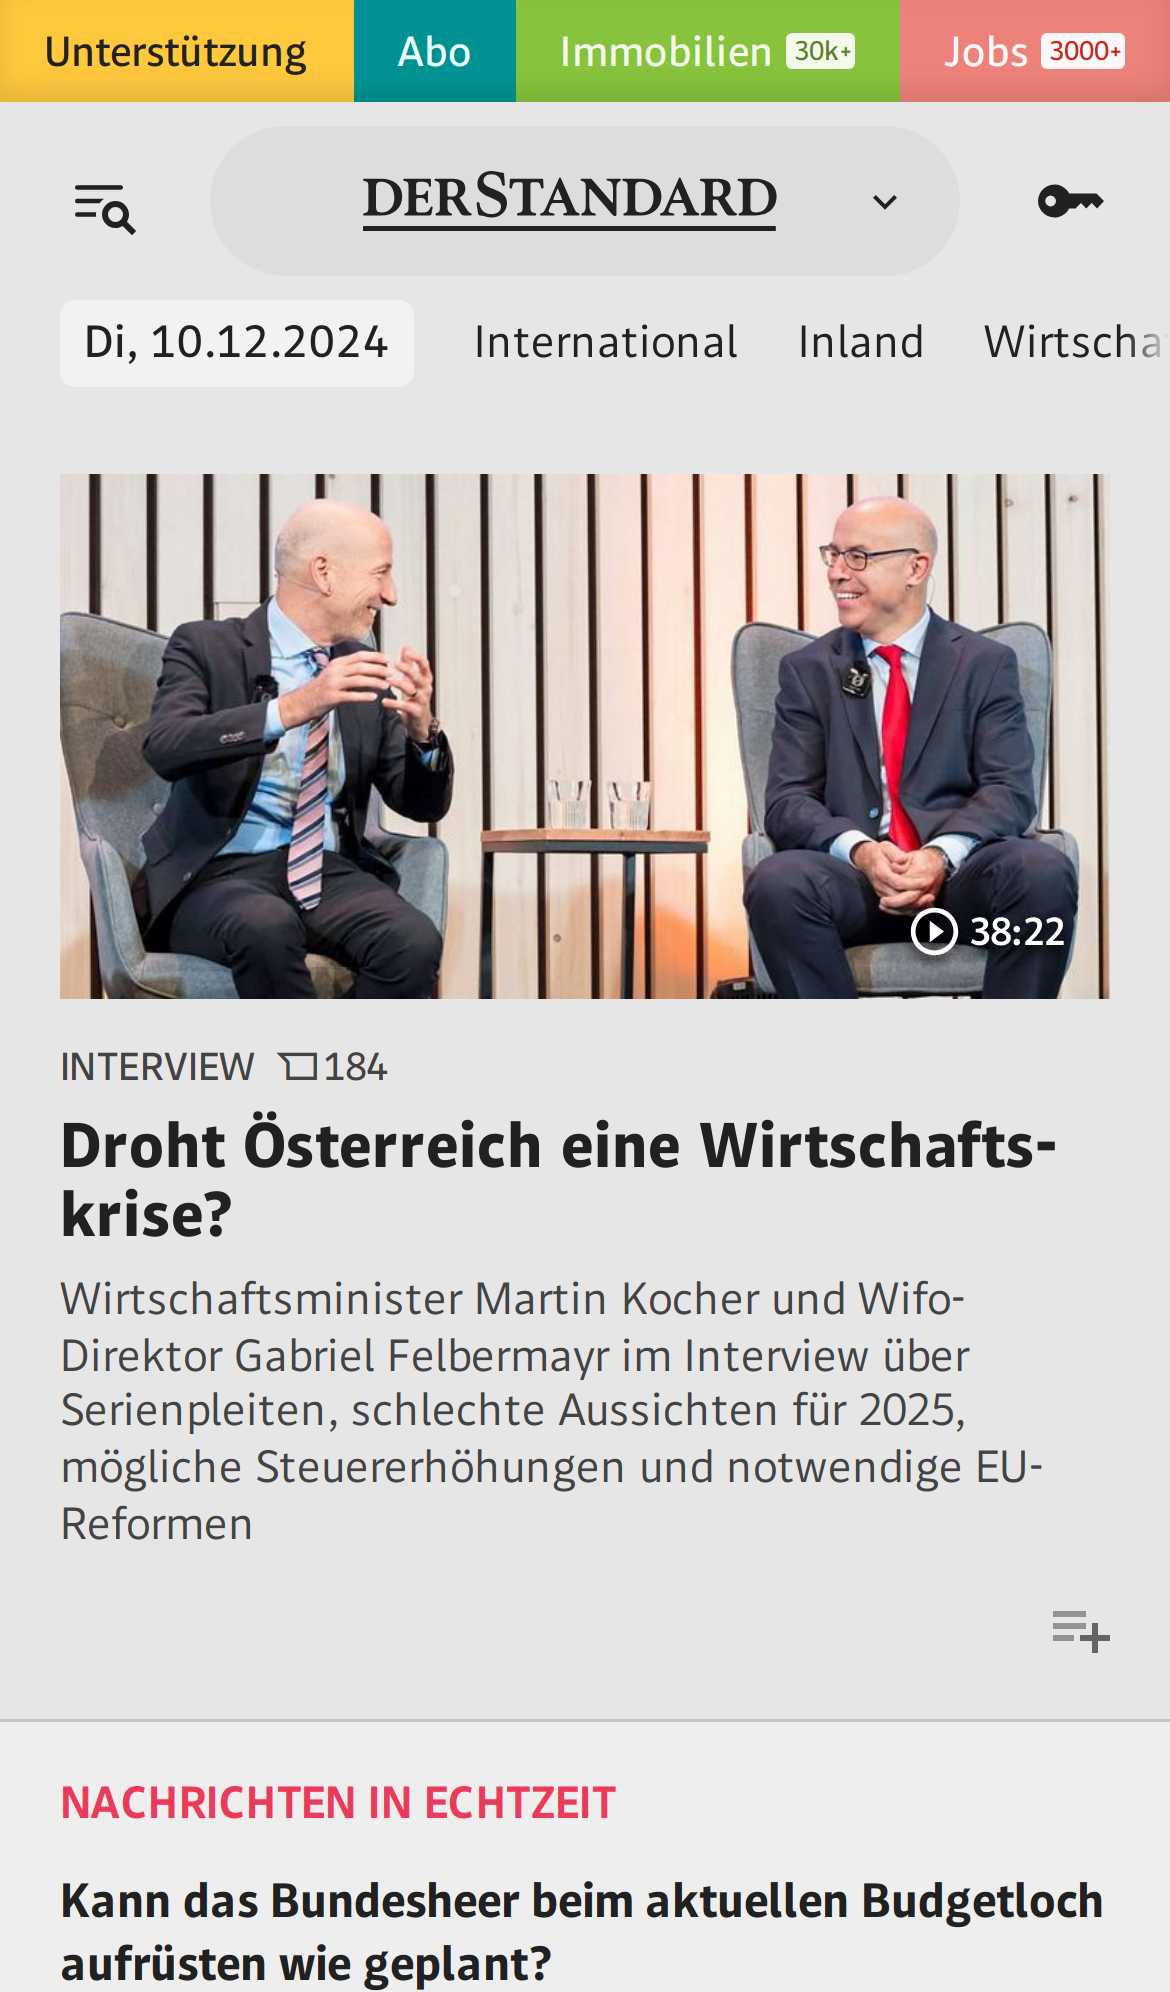 Unterstützung Abo Immobilien 30k+ Jobs 3000+
DERSTANDARD
Di, 10.12.2024 International Inland Wirtscha
38:22
INTERVIEW 184
Droht Österreich eine Wirtschafts-
krise?
Wirtschaftsminister Martin Kocher und Wifo-
Direktor Gabriel Felbermayr im Interview über
Serienpleiten, schlechte Aussichten für 2025,
mögliche Steuererhöhungen und notwendige EU-
Reformen
NACHRICHTEN IN ECHTZEIT
Kann das Bundesheer beim aktuellen Budgetloch
aufrüsten wie geplant?